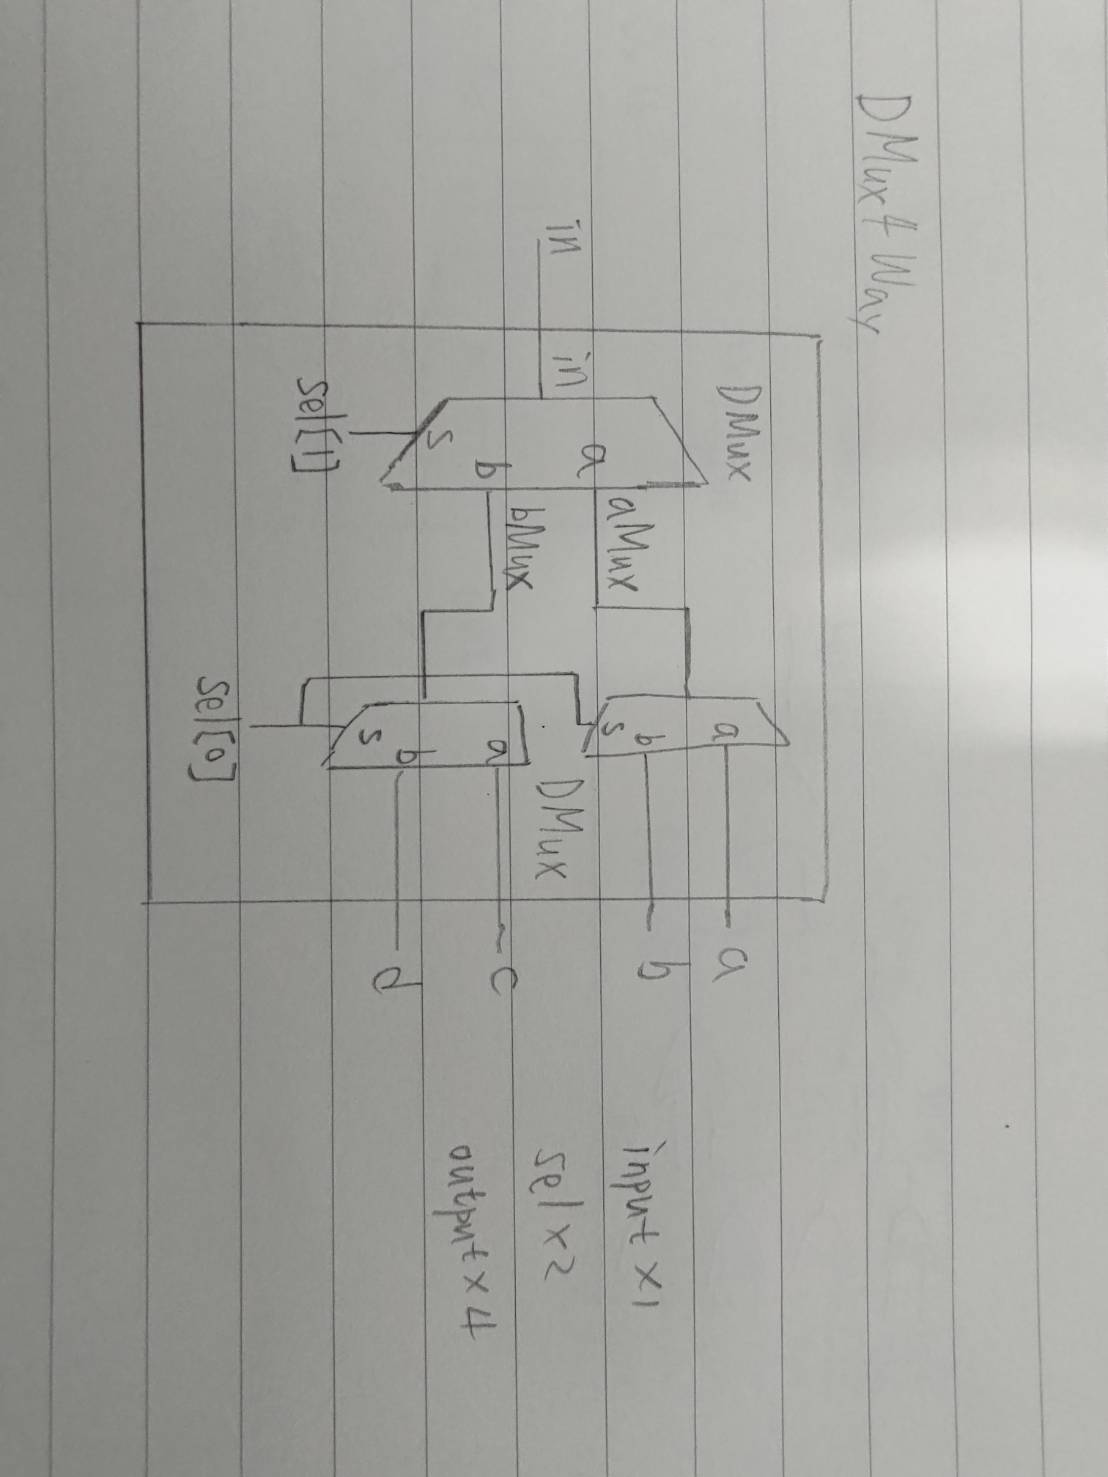 DMux4Way
DMux
a
a
b
b
aMux
s
input x1
a
in
in
DMux
sel x2
bMux
a
c
b
output x4
s
b
d
s
sel[1]
sel[0]